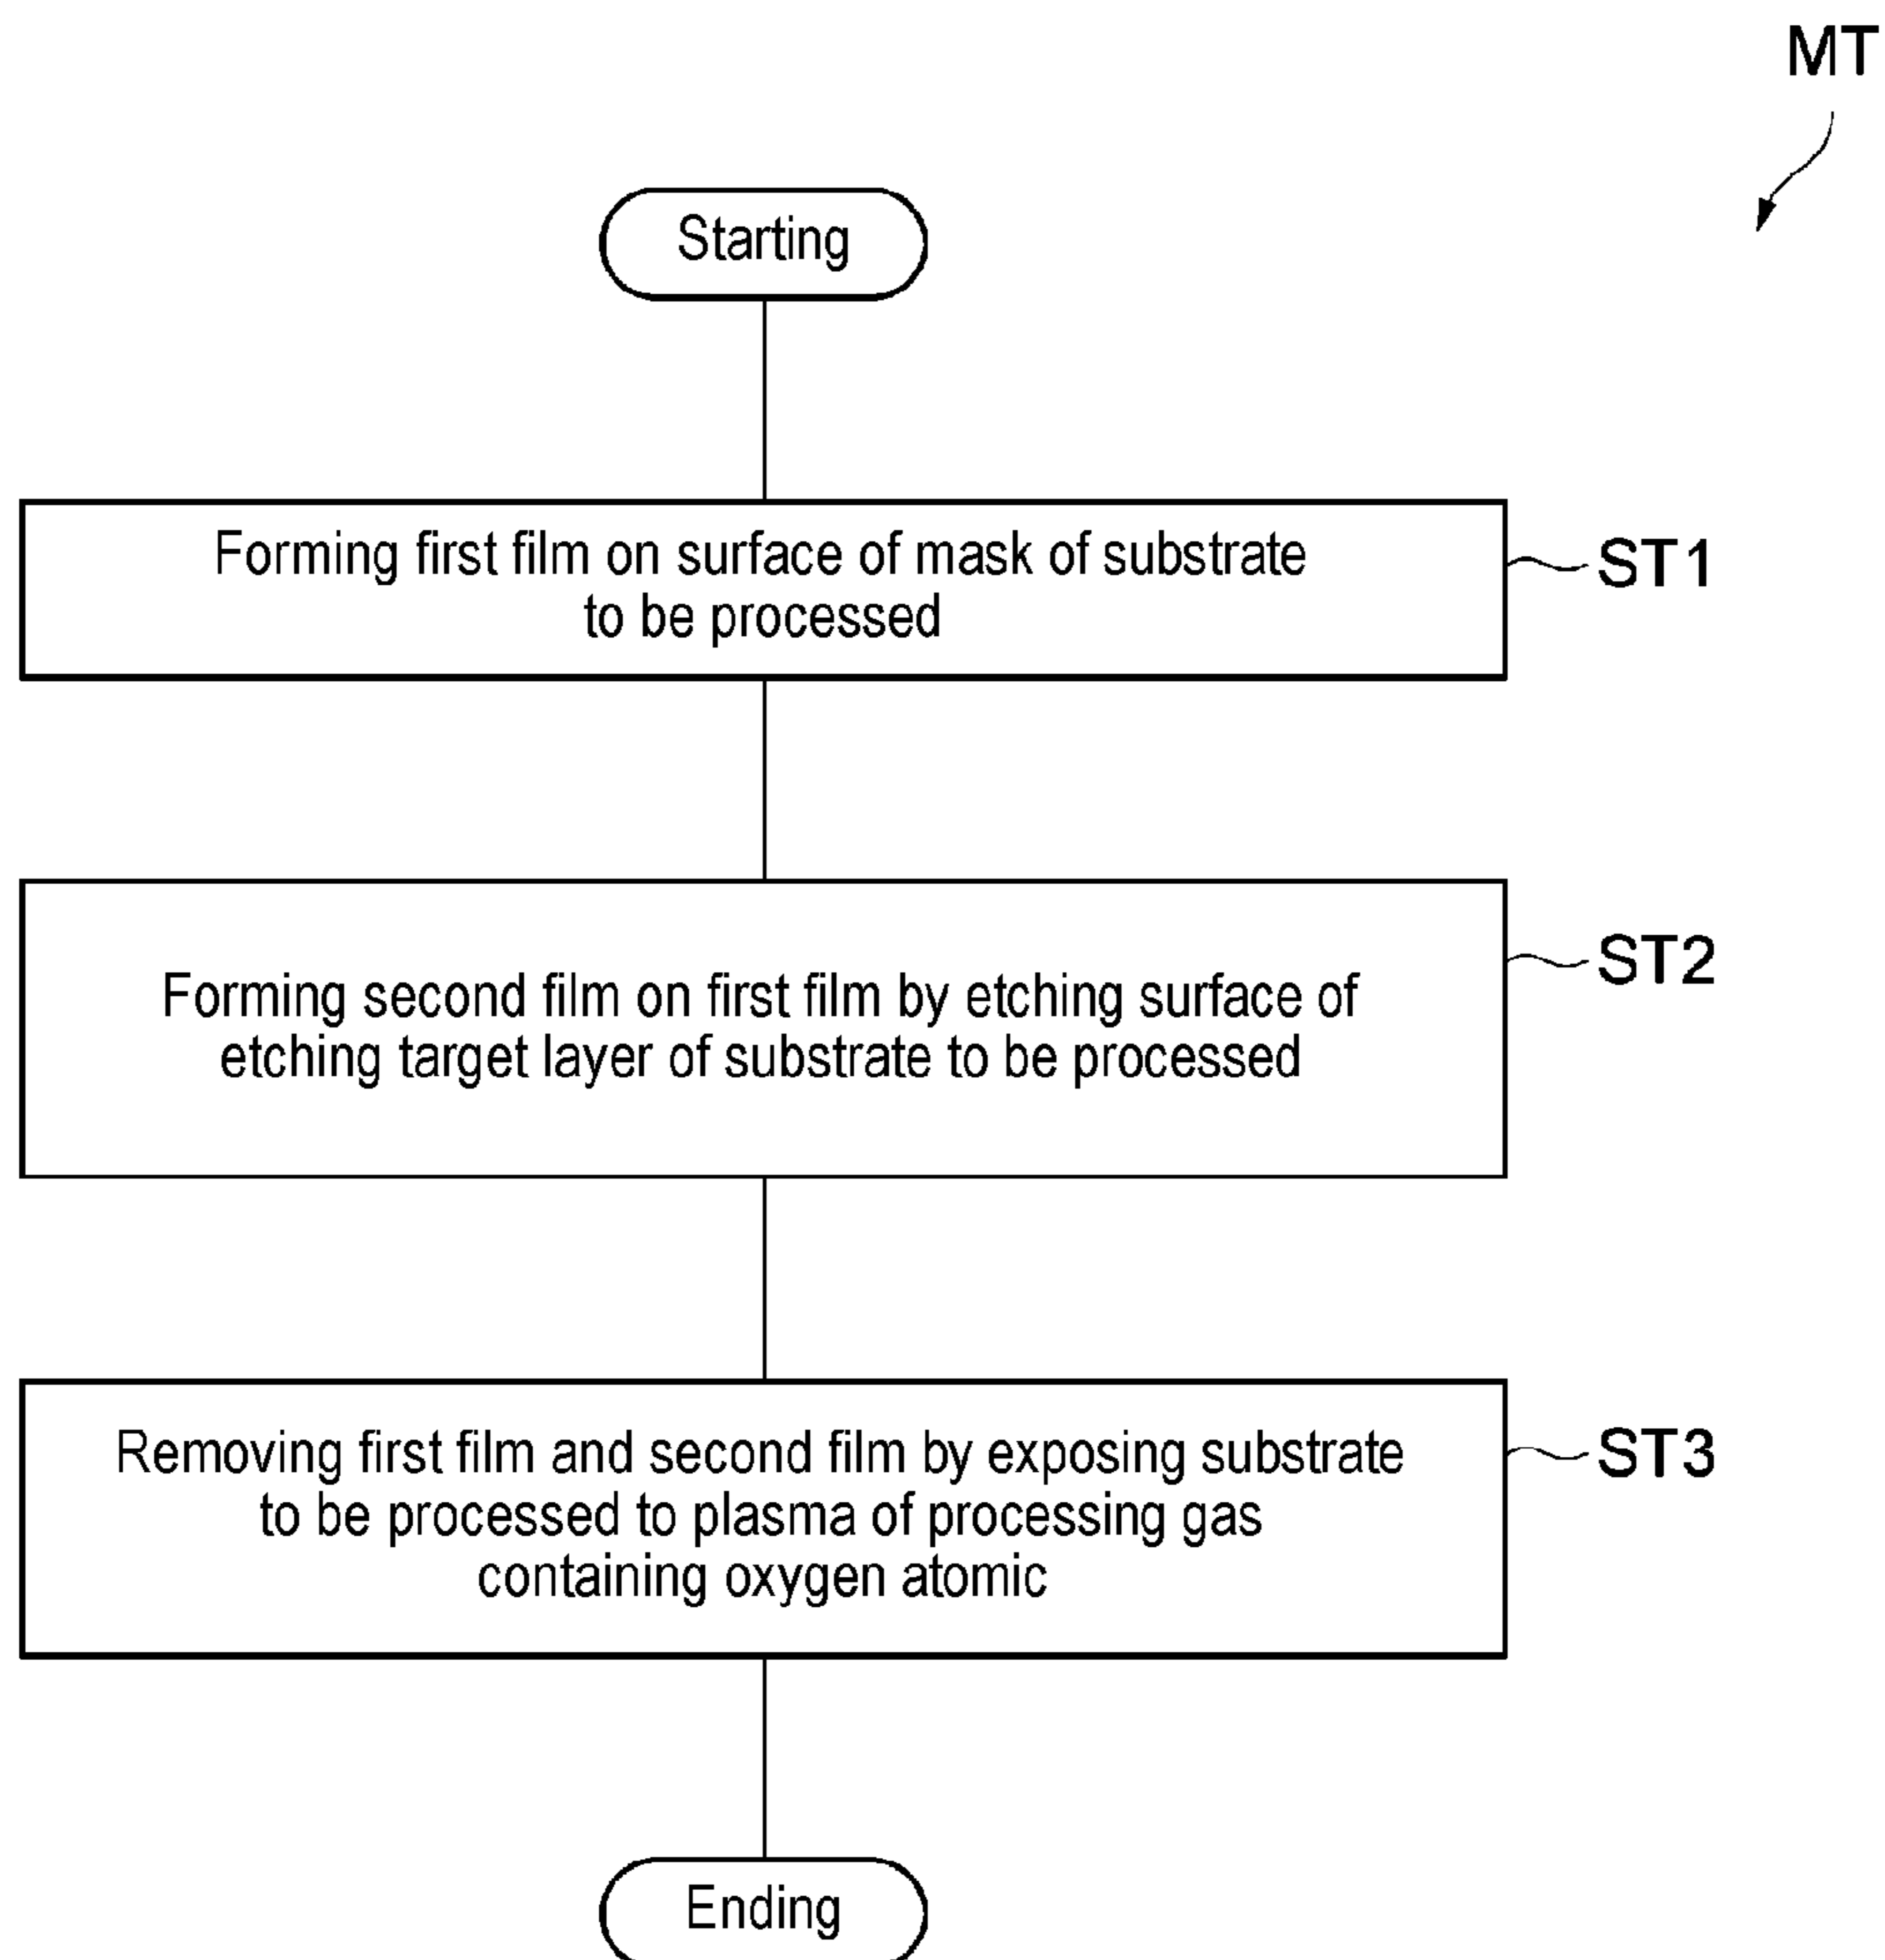 MT
Starting
Forming first film on surface of mask of substrate
to be processed
ST1
Forming second film on first film by etching surface of
etching target layer of substrate to be processed
ST2
Removing first film and second film by exposing substrate
to be processed to plasma of processing gas
containing oxygen atomic
ST3
Ending